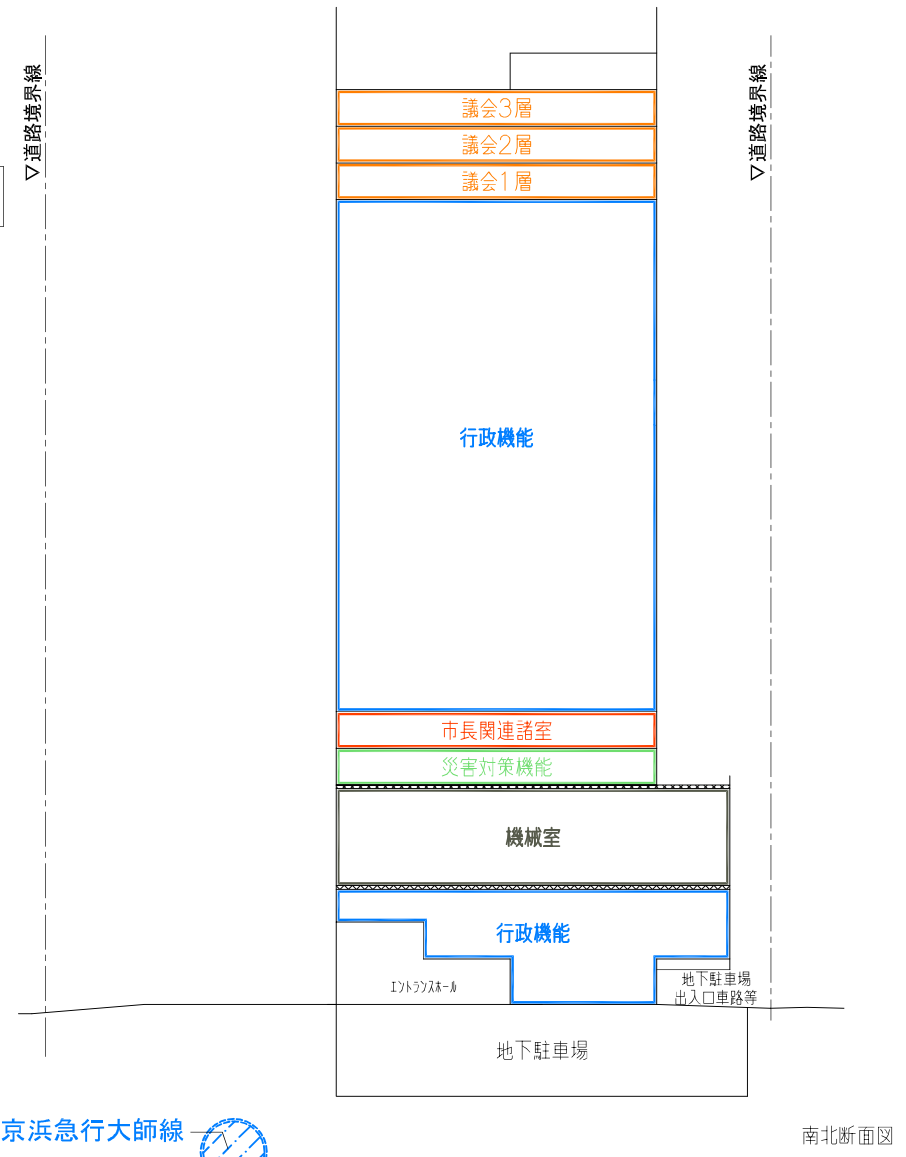 ▽道路境界線
▽道路境界線
議会3層
議会2層
議会1層
行政機能
市長関連諸室
災害対策機能
機械室
行政機能
エントランスホール
地下駐車場
出入口車路等
地下駐車場
京浜急行大師線
南北断面図